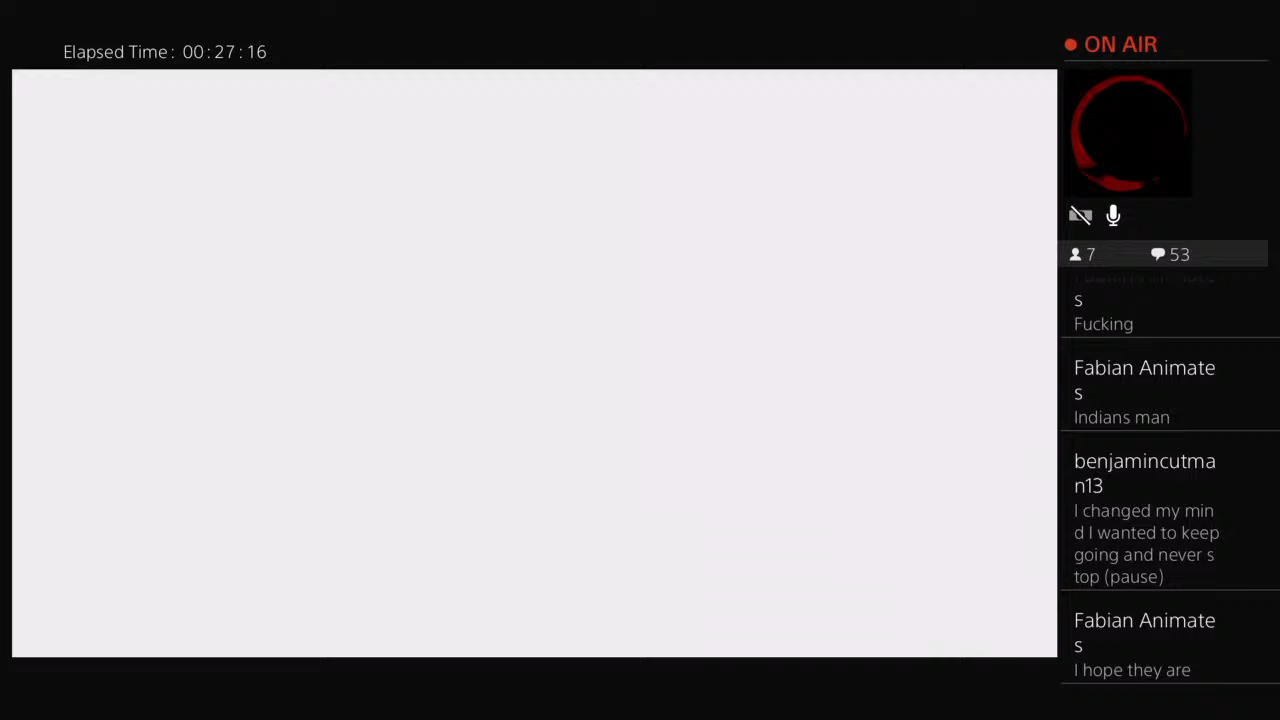 Elapsed Time: 00:27:16
ON AIR
7 53
s
Fucking
Fabian Animate
s
Indians man
benjamincutma
n13
I changed my min
d I wanted to keep
going and never s
top (pause)
Fabian Animate
s
I hope they are